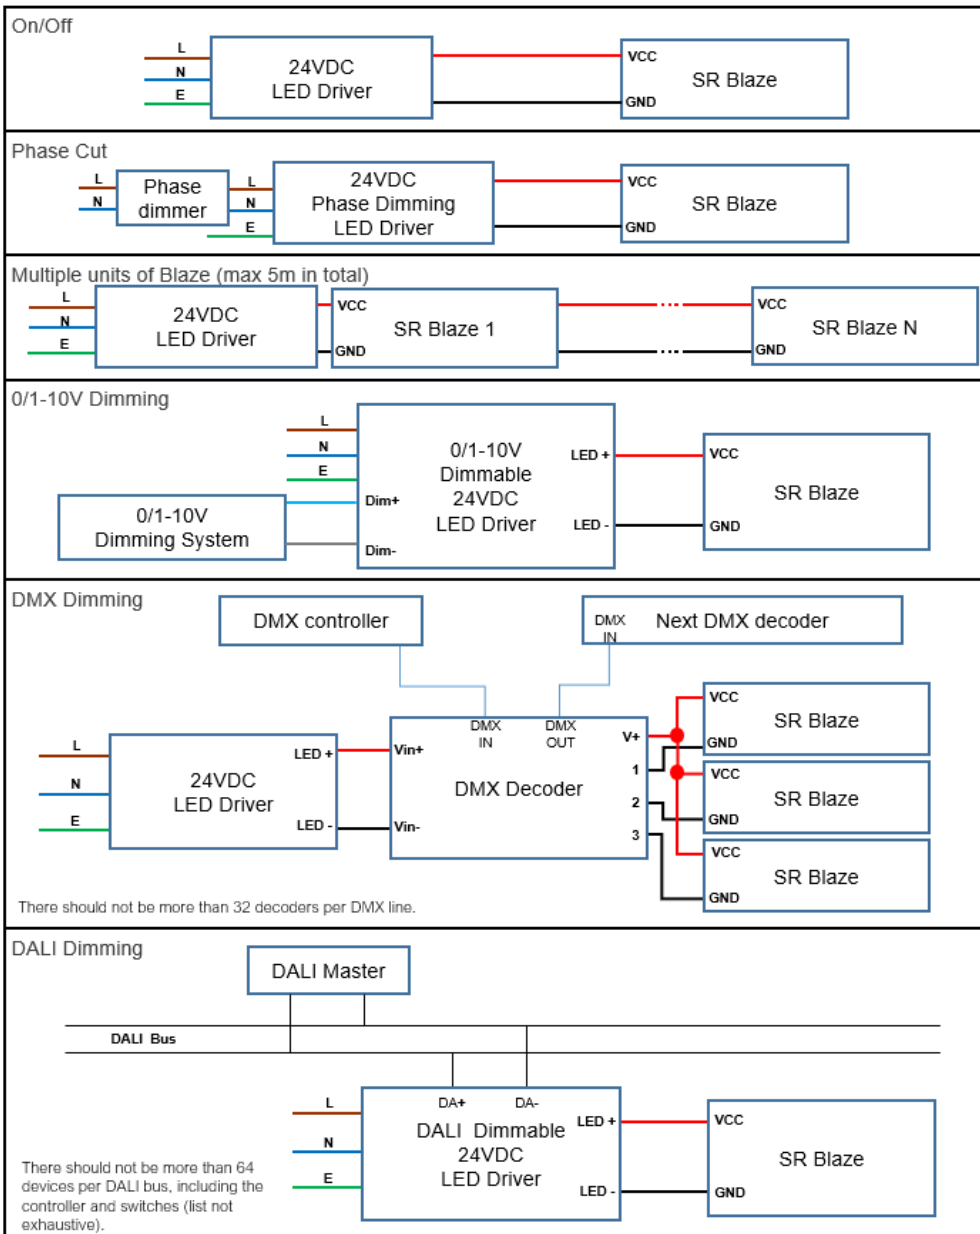 On/Off
L
N
E
24VDC
LED Driver
VCC
GND
SR Blaze
Phase Cut
L
N
Phase
dimmer
L
N
E
24VDC
Phase Dimming
LED Driver
VCC
GND
SR Blaze
Multiple units of Blaze (max 5m in total)
L
N
E
24VDC
LED Driver
VCC
GND
SR Blaze 1
VCC
GND
SR Blaze N
0/1-10V Dimming
L
N
E
0/1-10V
Dimming System
Dim+
Dim-
0/1-10V
Dimmable
24VDC
LED Driver
LED +
LED -
VCC
GND
SR Blaze
DMX Dimming
DMX controller
DMX
IN
Next DMX decoder
L
N
E
24VDC
LED Driver
LED +
LED -
Vin+
Vin-
DMX
IN
DMX
OUT
DMX Decoder
V+
1
2
3
VCC
GND
SR Blaze
VCC
GND
SR Blaze
VCC
GND
SR Blaze
There should not be more than 32 decoders per DMX line.
DALI Dimming
DALI Master
DALI Bus
L
N
E
DA+
DA-
DALI Dimmable
24VDC
LED Driver
LED +
LED -
VCC
GND
SR Blaze
There should not be more than 64
devices per DALI bus, including the
controller and switches (list not
exhaustive).